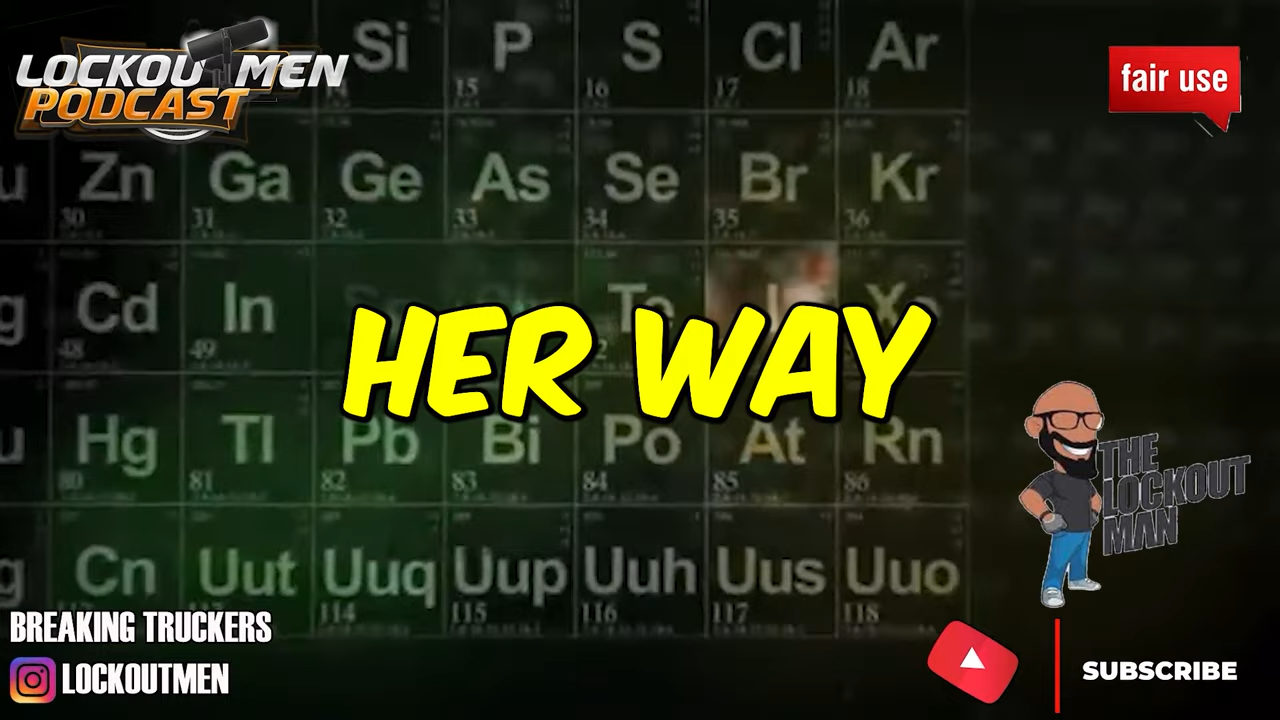 LOCKOUTMEN
PODCAST
fair use
Si P S Cl Ar
15 16 17 18
Zn Ga Ge As Se Br Kr
30 31 32 33 34 35 36
Cd In
48 49
HER WAY
Hg Tl Pb Bi Po At Rn
80 81 82 83 84 85 86
Cn Uut Uuq Uup Uuh Uus Uuo
114 115 116 117 118
THE
LOCKOUT
MAN
BREAKING TRUCKERS
LOCKOUTMEN
SUBSCRIBE